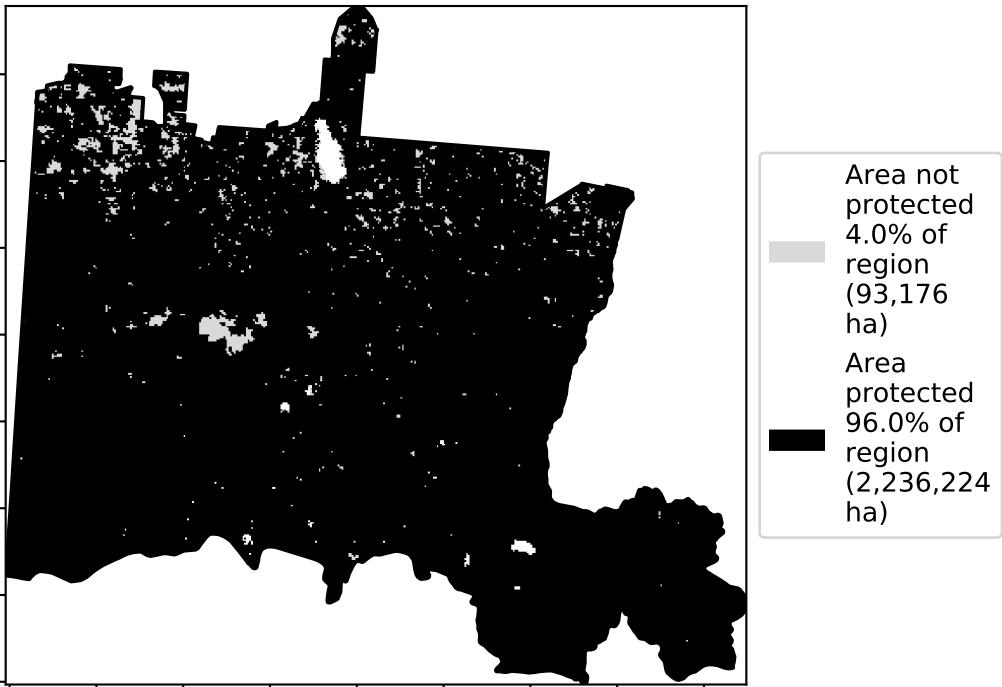 Area not
protected
4.0% of
region
(93,176
ha)
Area
protected
96.0% of
region
(2,236,224
ha)